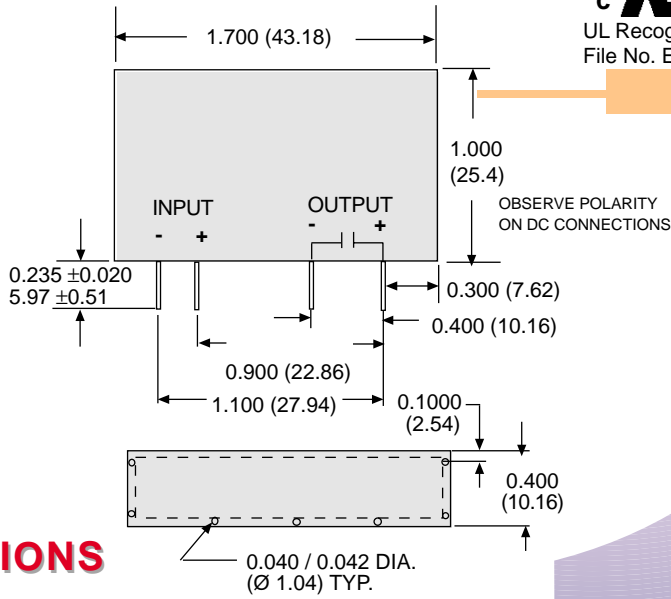 c
1.700 (43.18)
UL Recog
File No. E
1.000
(25.4)
INPUT
OUTPUT
- +
- +
OBSERVE POLARITY
ON DC CONNECTIONS
0.235 ±0.020
5.97 ±0.51
0.300 (7.62)
0.400 (10.16)
0.900 (22.86)
1.100 (27.94)
0.1000
(2.54)
0.400
(10.16)
IONS
0.040 / 0.042 DIA.
(Ø 1.04) TYP.